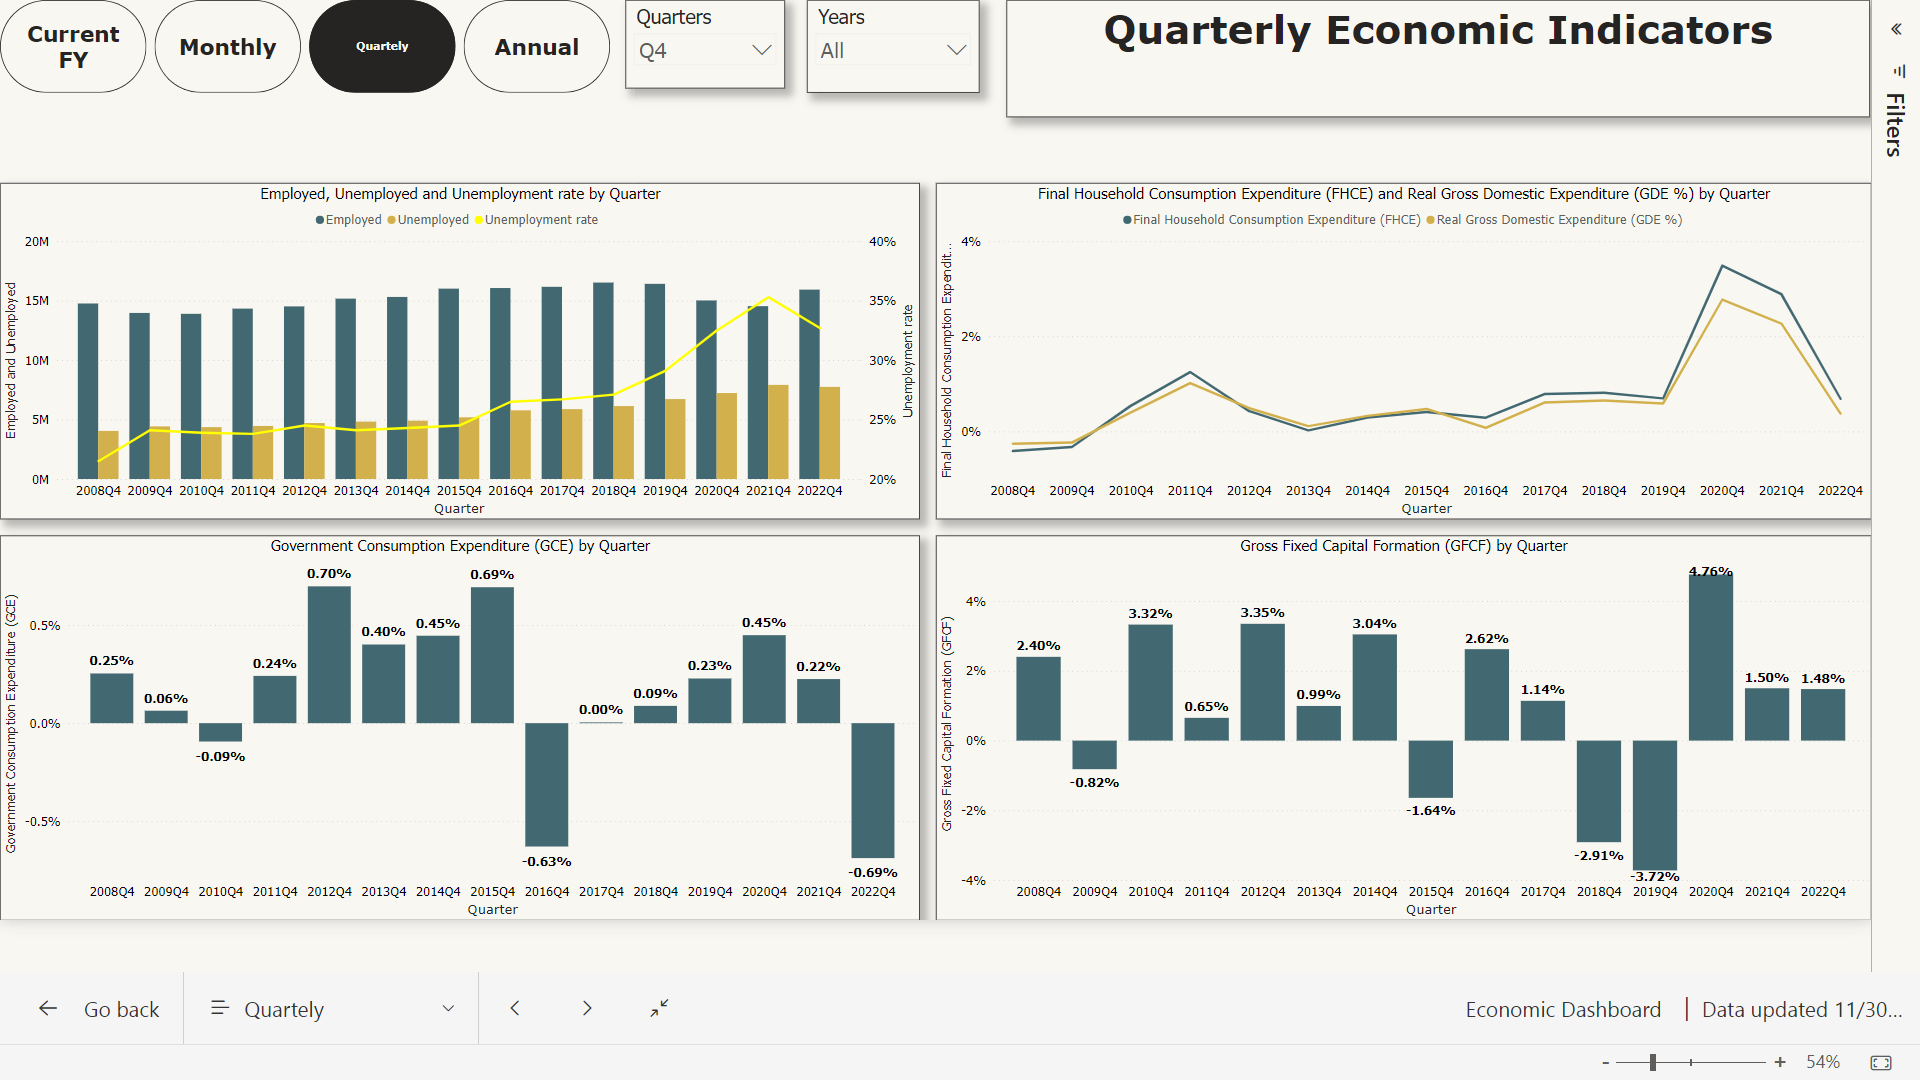 Current
FY
Monthly
Quartely
Annual
Quarters
Q4
Years
All
Quarterly Economic Indicators
Filters
Employed, Unemployed and Unemployment rate by Quarter
Employed Unemployed Unemployment rate
Employed and Unemployed
20M
15M
10M
5M
0M
40%
35%
30%
25%
20%
Unemployment rate
2008Q4 2009Q4 2010Q4 2011Q4 2012Q4 2013Q4 2014Q4 2015Q4 2016Q4 2017Q4 2018Q4 2019Q4 2020Q4 2021Q4 2022Q4
Quarter
Final Household Consumption Expenditure (FHCE) and Real Gross Domestic Expenditure (GDE %) by Quarter
Final Household Consumption Expenditure (FHCE) Real Gross Domestic Expenditure (GDE %)
Final Household Consumption Expendit...
4%
2%
0%
2008Q4 2009Q4 2010Q4 2011Q4 2012Q4 2013Q4 2014Q4 2015Q4 2016Q4 2017Q4 2018Q4 2019Q4 2020Q4 2021Q4 2022Q4
Quarter
Government Consumption Expenditure (GCE) by Quarter
Government Consumption Expenditure (GCE)
0.5%
0.0%
-0.5%
0.25% 0.06% -0.09% 0.24% 0.70% 0.40% 0.45% 0.69% -0.63% 0.00% 0.09% 0.23% 0.45% 0.22% -0.69%
2008Q4 2009Q4 2010Q4 2011Q4 2012Q4 2013Q4 2014Q4 2015Q4 2016Q4 2017Q4 2018Q4 2019Q4 2020Q4 2021Q4 2022Q4
Quarter
Gross Fixed Capital Formation (GFCF) by Quarter
Gross Fixed Capital Formation (GFCF)
4%
2%
0%
-2%
-4%
2.40% -0.82% 3.32% 0.65% 3.35% 0.99% 3.04% -1.64% 2.62% 1.14% -2.91% -3.72% 4.76% 1.50% 1.48%
2008Q4 2009Q4 2010Q4 2011Q4 2012Q4 2013Q4 2014Q4 2015Q4 2016Q4 2017Q4 2018Q4 2019Q4 2020Q4 2021Q4 2022Q4
Quarter
Go back
Quartely
Economic Dashboard | Data updated 11/30...
- + 54%